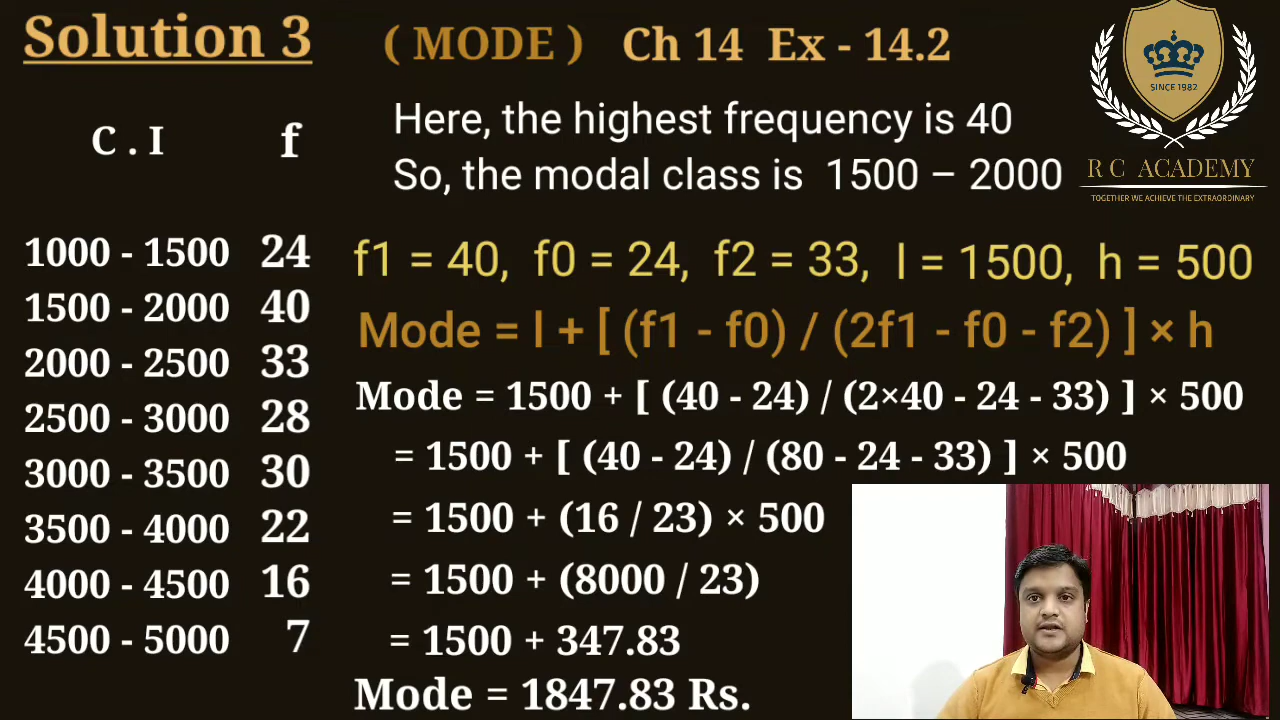 Solution 3
( MODE ) Ch 14 Ex - 14.2
SINCE 1982
R C ACADEMY
TOGETHER WE ACHIEVE THE EXTRAORDINARY
C . I f
1000 - 1500 24
1500 - 2000 40
2000 - 2500 33
2500 - 3000 28
3000 - 3500 30
3500 - 4000 22
4000 - 4500 16
4500 - 5000 7
Here, the highest frequency is 40
So, the modal class is 1500 – 2000
f1 = 40, f0 = 24, f2 = 33, l = 1500, h = 500
Mode = l + [ (f1 - f0) / (2f1 - f0 - f2) ] × h
Mode = 1500 + [ (40 - 24) / (2×40 - 24 - 33) ] × 500
= 1500 + [ (40 - 24) / (80 - 24 - 33) ] × 500
= 1500 + (16 / 23) × 500
= 1500 + (8000 / 23)
= 1500 + 347.83
Mode = 1847.83 Rs.